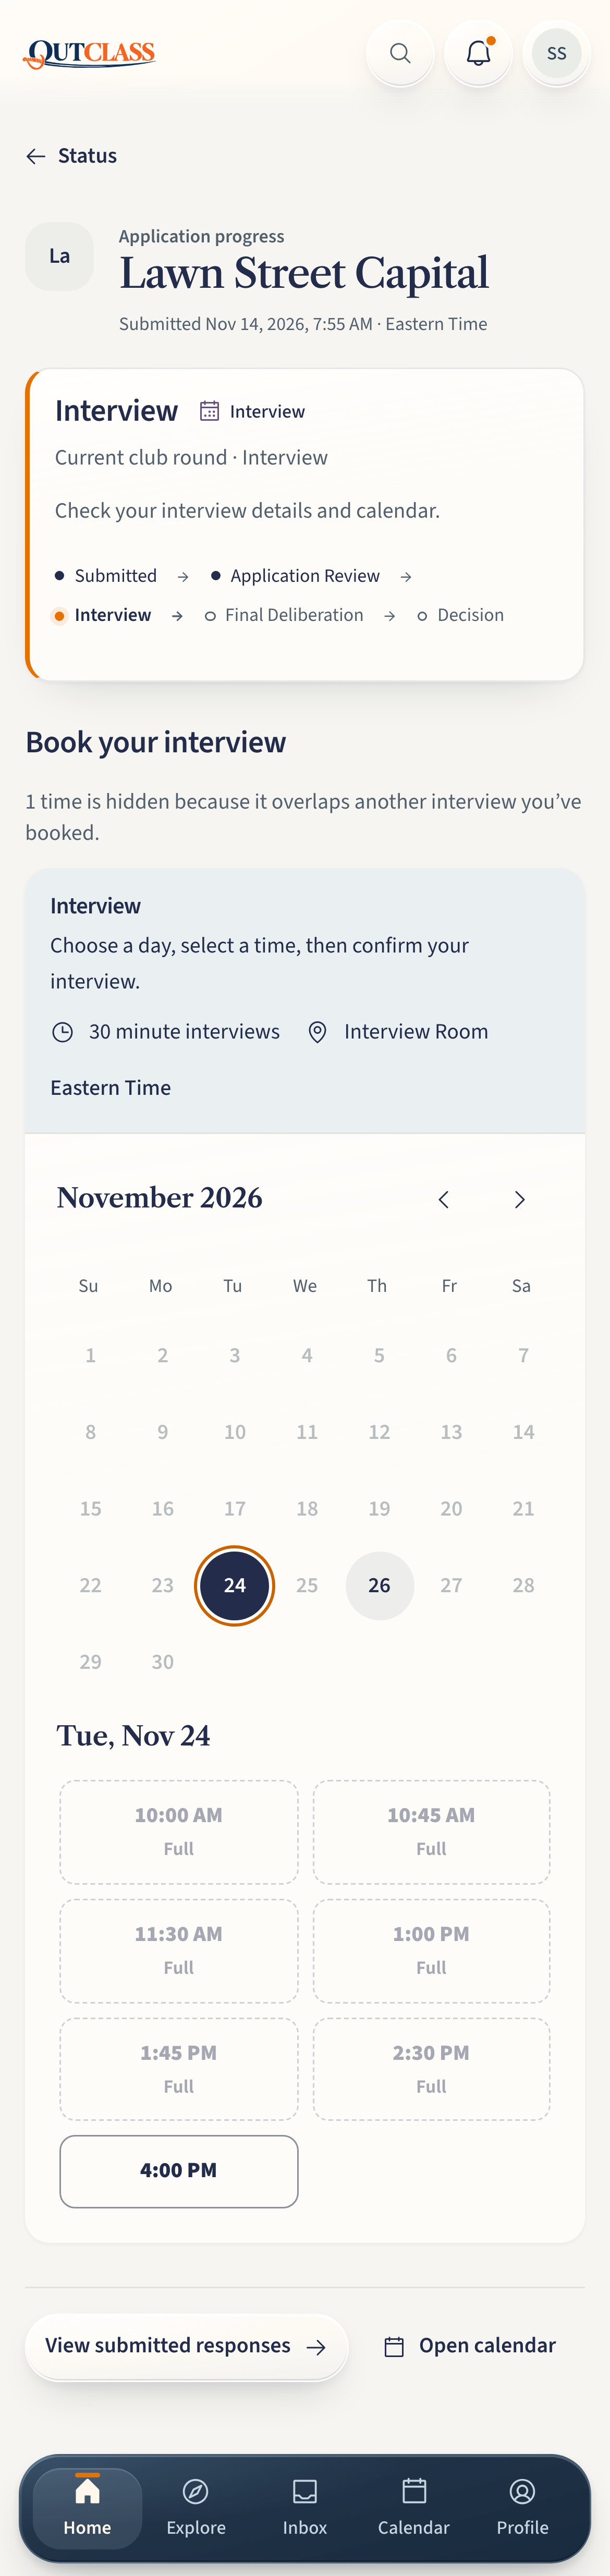 OUTCLASS
SS
Status
La
Application progress
Lawn Street Capital
Submitted Nov 14, 2026, 7:55 AM · Eastern Time
Interview
Interview
Current club round · Interview
Check your interview details and calendar.
Submitted → Application Review →
Interview → Final Deliberation → Decision
Book your interview
1 time is hidden because it overlaps another interview you’ve
booked.
Interview
Choose a day, select a time, then confirm your
interview.
30 minute interviews Interview Room
Eastern Time
November 2026
Su Mo Tu We Th Fr Sa
1 2 3 4 5 6 7
8 9 10 11 12 13 14
15 16 17 18 19 20 21
22 23 24 25 26 27 28
29 30
Tue, Nov 24
10:00 AM
Full
10:45 AM
Full
11:30 AM
Full
1:00 PM
Full
1:45 PM
Full
2:30 PM
Full
4:00 PM
View submitted responses →
Open calendar
Home Explore Inbox Calendar Profile